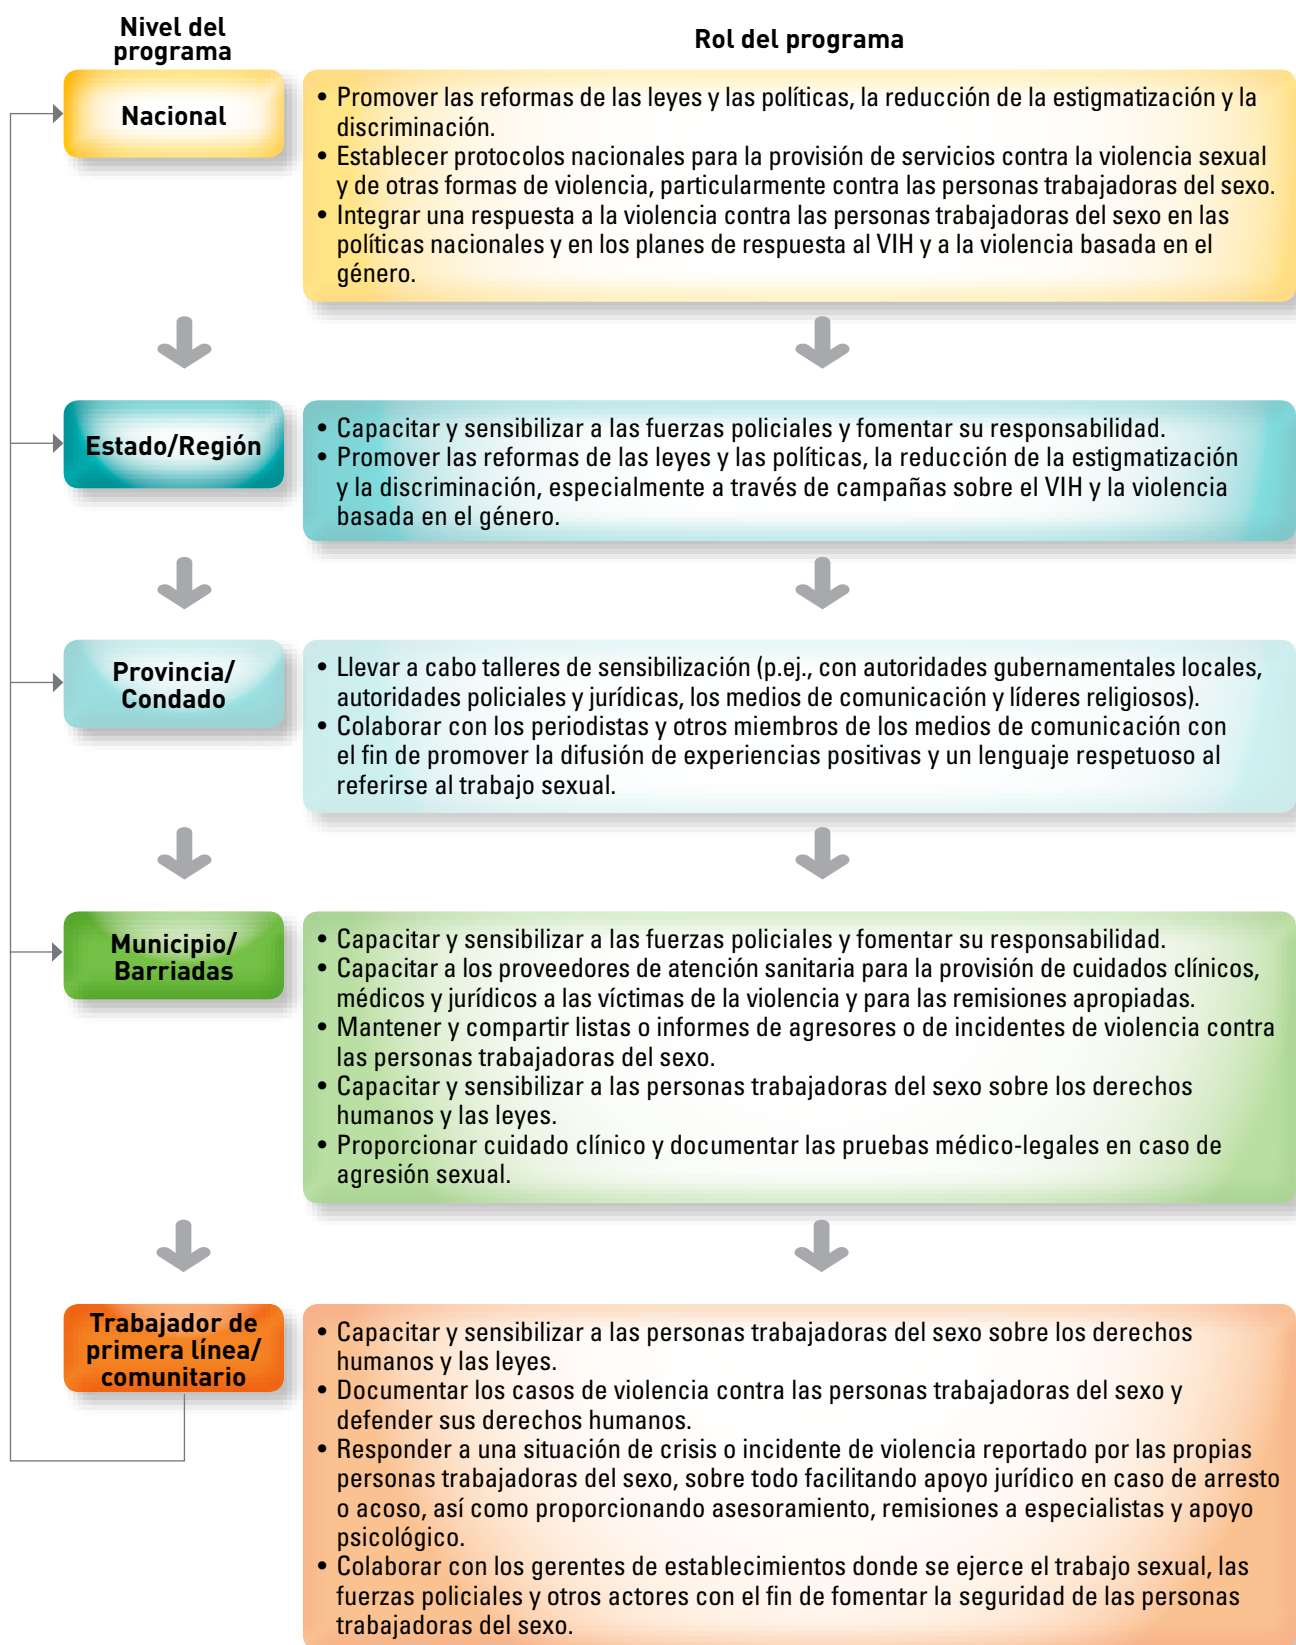 Nivel del
programa
Rol del programa
Nacional
• Promover las reformas de las leyes y las políticas, la reducción de la estigmatización y la
discriminación.
• Establecer protocolos nacionales para la provisión de servicios contra la violencia sexual
y de otras formas de violencia, particularmente contra las personas trabajadoras del sexo.
• Integrar una respuesta a la violencia contra las personas trabajadoras del sexo en las
políticas nacionales y en los planes de respuesta al VIH y a la violencia basada en el
género.
Estado/Región
• Capacitar y sensibilizar a las fuerzas policiales y fomentar su responsabilidad.
• Promover las reformas de las leyes y las políticas, la reducción de la estigmatización
y la discriminación, especialmente a través de campañas sobre el VIH y la violencia
basada en el género.
Provincia/
Condado
• Llevar a cabo talleres de sensibilización (p.ej., con autoridades gubernamentales locales,
autoridades policiales y jurídicas, los medios de comunicación y líderes religiosos).
• Colaborar con los periodistas y otros miembros de los medios de comunicación con
el fin de promover la difusión de experiencias positivas y un lenguaje respetuoso al
referirse al trabajo sexual.
Municipio/
Barriadas
• Capacitar y sensibilizar a las fuerzas policiales y fomentar su responsabilidad.
• Capacitar a los proveedores de atención sanitaria para la provisión de cuidados clínicos,
médicos y jurídicos a las víctimas de la violencia y para las remisiones apropiadas.
• Mantener y compartir listas o informes de agresores o de incidentes de violencia contra
las personas trabajadoras del sexo.
• Capacitar y sensibilizar a las personas trabajadoras del sexo sobre los derechos
humanos y las leyes.
• Proporcionar cuidado clínico y documentar las pruebas médico-legales en caso de
agresión sexual.
Trabajador de
primera línea/
comunitario
• Capacitar y sensibilizar a las personas trabajadoras del sexo sobre los derechos
humanos y las leyes.
• Documentar los casos de violencia contra las personas trabajadoras del sexo y
defender sus derechos humanos.
• Responder a una situación de crisis o incidente de violencia reportado por las propias
personas trabajadoras del sexo, sobre todo facilitando apoyo jurídico en caso de arresto
o acoso, así como proporcionando asesoramiento, remisiones a especialistas y apoyo
psicológico.
• Colaborar con los gerentes de establecimientos donde se ejerce el trabajo sexual, las
fuerzas policiales y otros actores con el fin de fomentar la seguridad de las personas
trabajadoras del sexo.